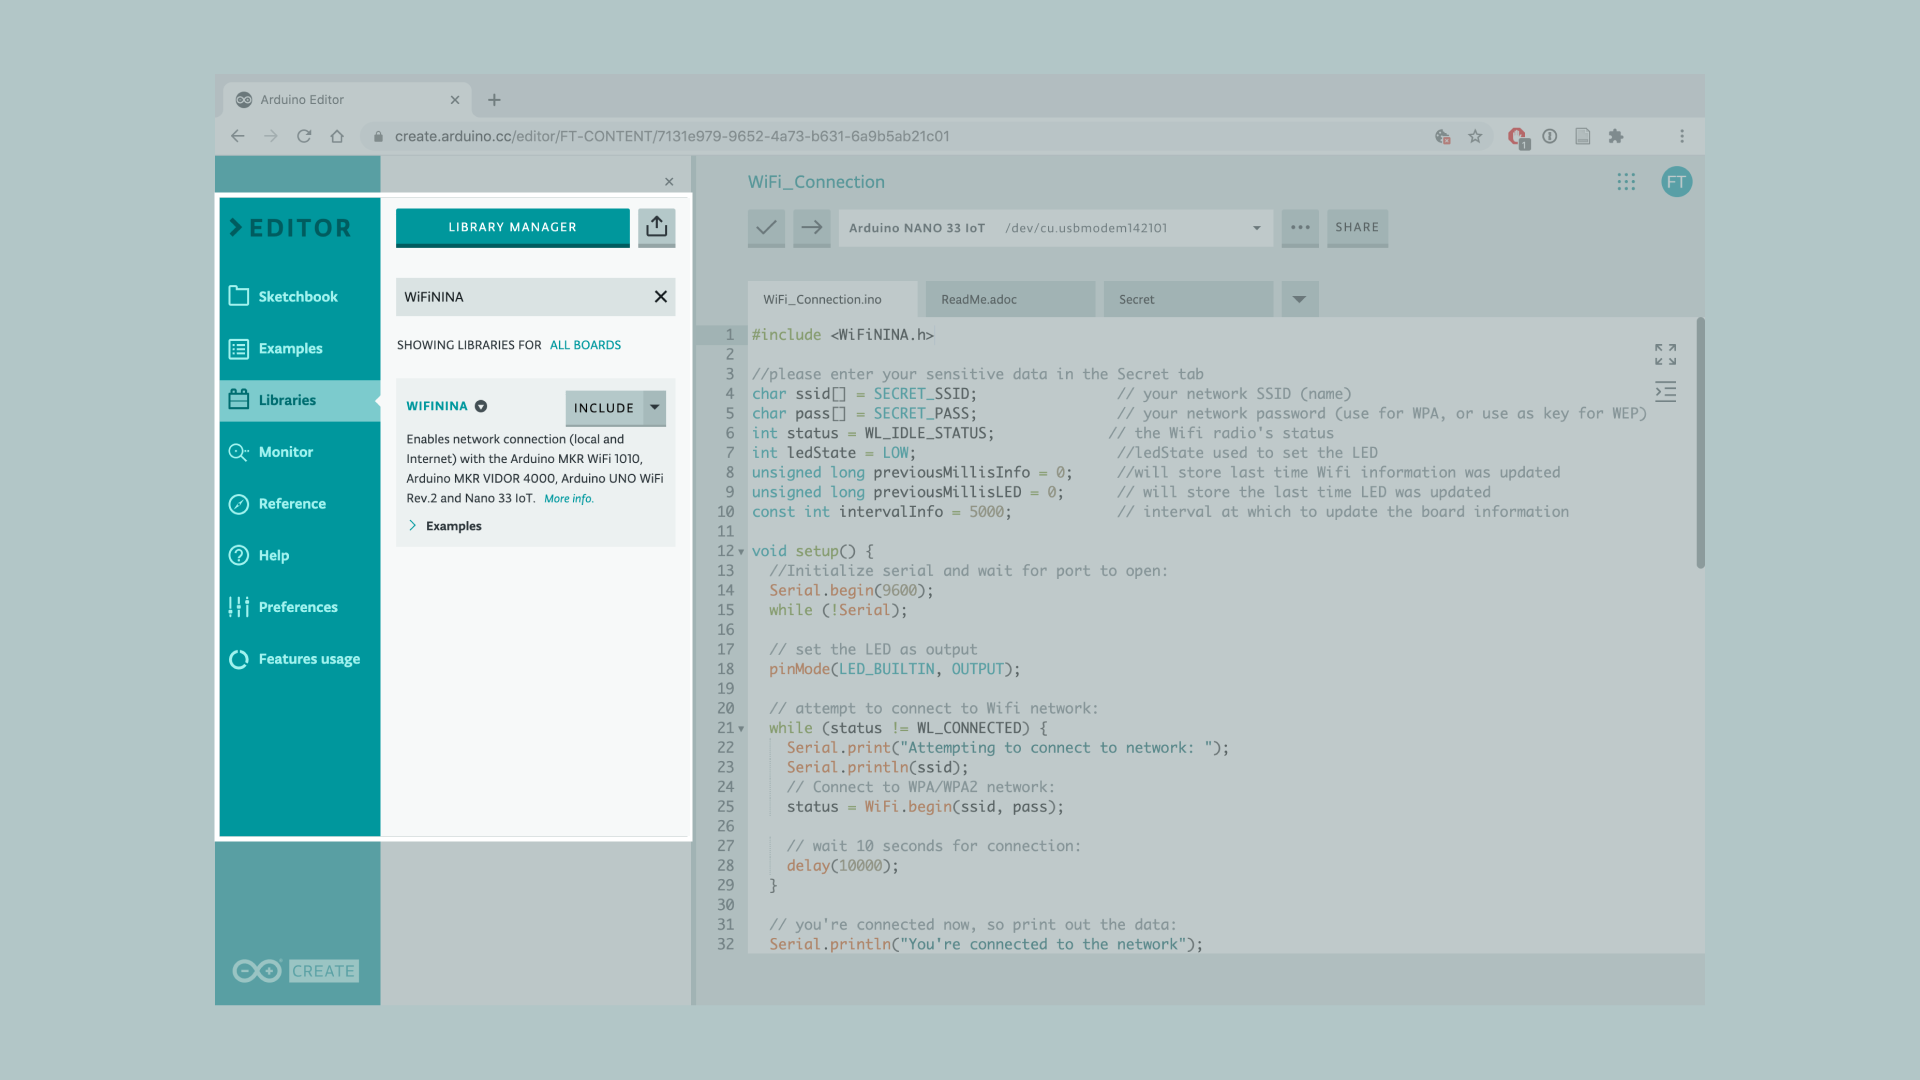 Arduino Editor
create.arduino.cc/editor/FT-CONTENT/7131e979-9652-4a73-b631-6a9b5ab21c01
1
EDITOR
Sketchbook
Examples
Libraries
Monitor
Reference
Help
Preferences
Features usage
CREATE
LIBRARY MANAGER
WiFiNINA
SHOWING LIBRARIES FOR ALL BOARDS
WIFININA
INCLUDE
Enables network connection (local and
Internet) with the Arduino MKR WiFi 1010,
Arduino MKR VIDOR 4000, Arduino UNO WiFi
Rev.2 and Nano 33 IoT. More info.
Examples
WiFi_Connection
FT
Arduino NANO 33 IoT /dev/cu.usbmodem142101
SHARE
WiFi_Connection.ino ReadMe.adoc Secret
1 #include <WiFiNINA.h>
2
3 //please enter your sensitive data in the Secret tab
4 char ssid[] = SECRET_SSID; // your network SSID (name)
5 char pass[] = SECRET_PASS; // your network password (use for WPA, or use as key for WEP)
6 int status = WL_IDLE_STATUS; // the Wifi radio's status
7 int ledState = LOW; //ledState used to set the LED
8 unsigned long previousMillisInfo = 0; //will store last time Wifi information was updated
9 unsigned long previousMillisLED = 0; // will store the last time LED was updated
10 const int intervalInfo = 5000; // interval at which to update the board information
11
12 void setup() {
13 //Initialize serial and wait for port to open:
14 Serial.begin(9600);
15 while (!Serial);
16
17 // set the LED as output
18 pinMode(LED_BUILTIN, OUTPUT);
19
20 // attempt to connect to Wifi network:
21 while (status != WL_CONNECTED) {
22 Serial.print("Attempting to connect to network: ");
23 Serial.println(ssid);
24 // Connect to WPA/WPA2 network:
25 status = WiFi.begin(ssid, pass);
26
27 // wait 10 seconds for connection:
28 delay(10000);
29 }
30
31 // you're connected now, so print out the data:
32 Serial.println("You're connected to the network");